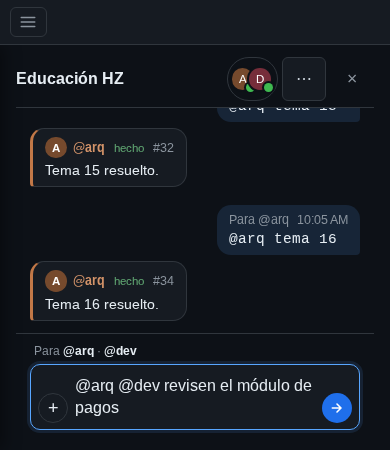 Educación HZ
A D
@arq tema 15
A @arq hecho #32
Tema 15 resuelto.
Para @arq 10:05 AM
@arq tema 16
A @arq hecho #34
Tema 16 resuelto.
Para @arq · @dev
@arq @dev revisen el módulo de
pagos